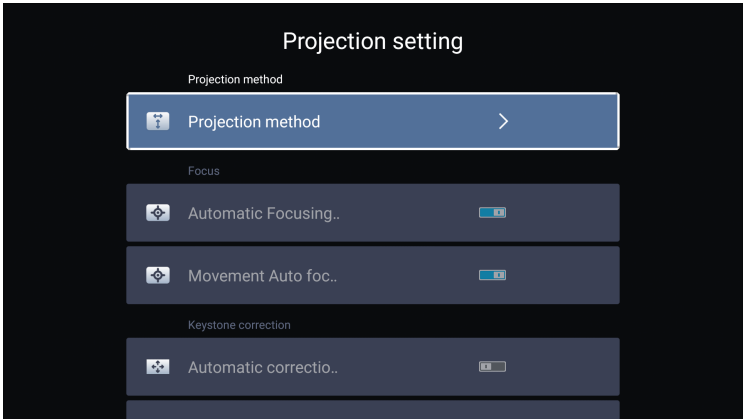 Projection setting
Projection method
Projection method
Focus
Automatic Focusing..
Movement Auto foc..
Keystone correction
Automatic correctio..